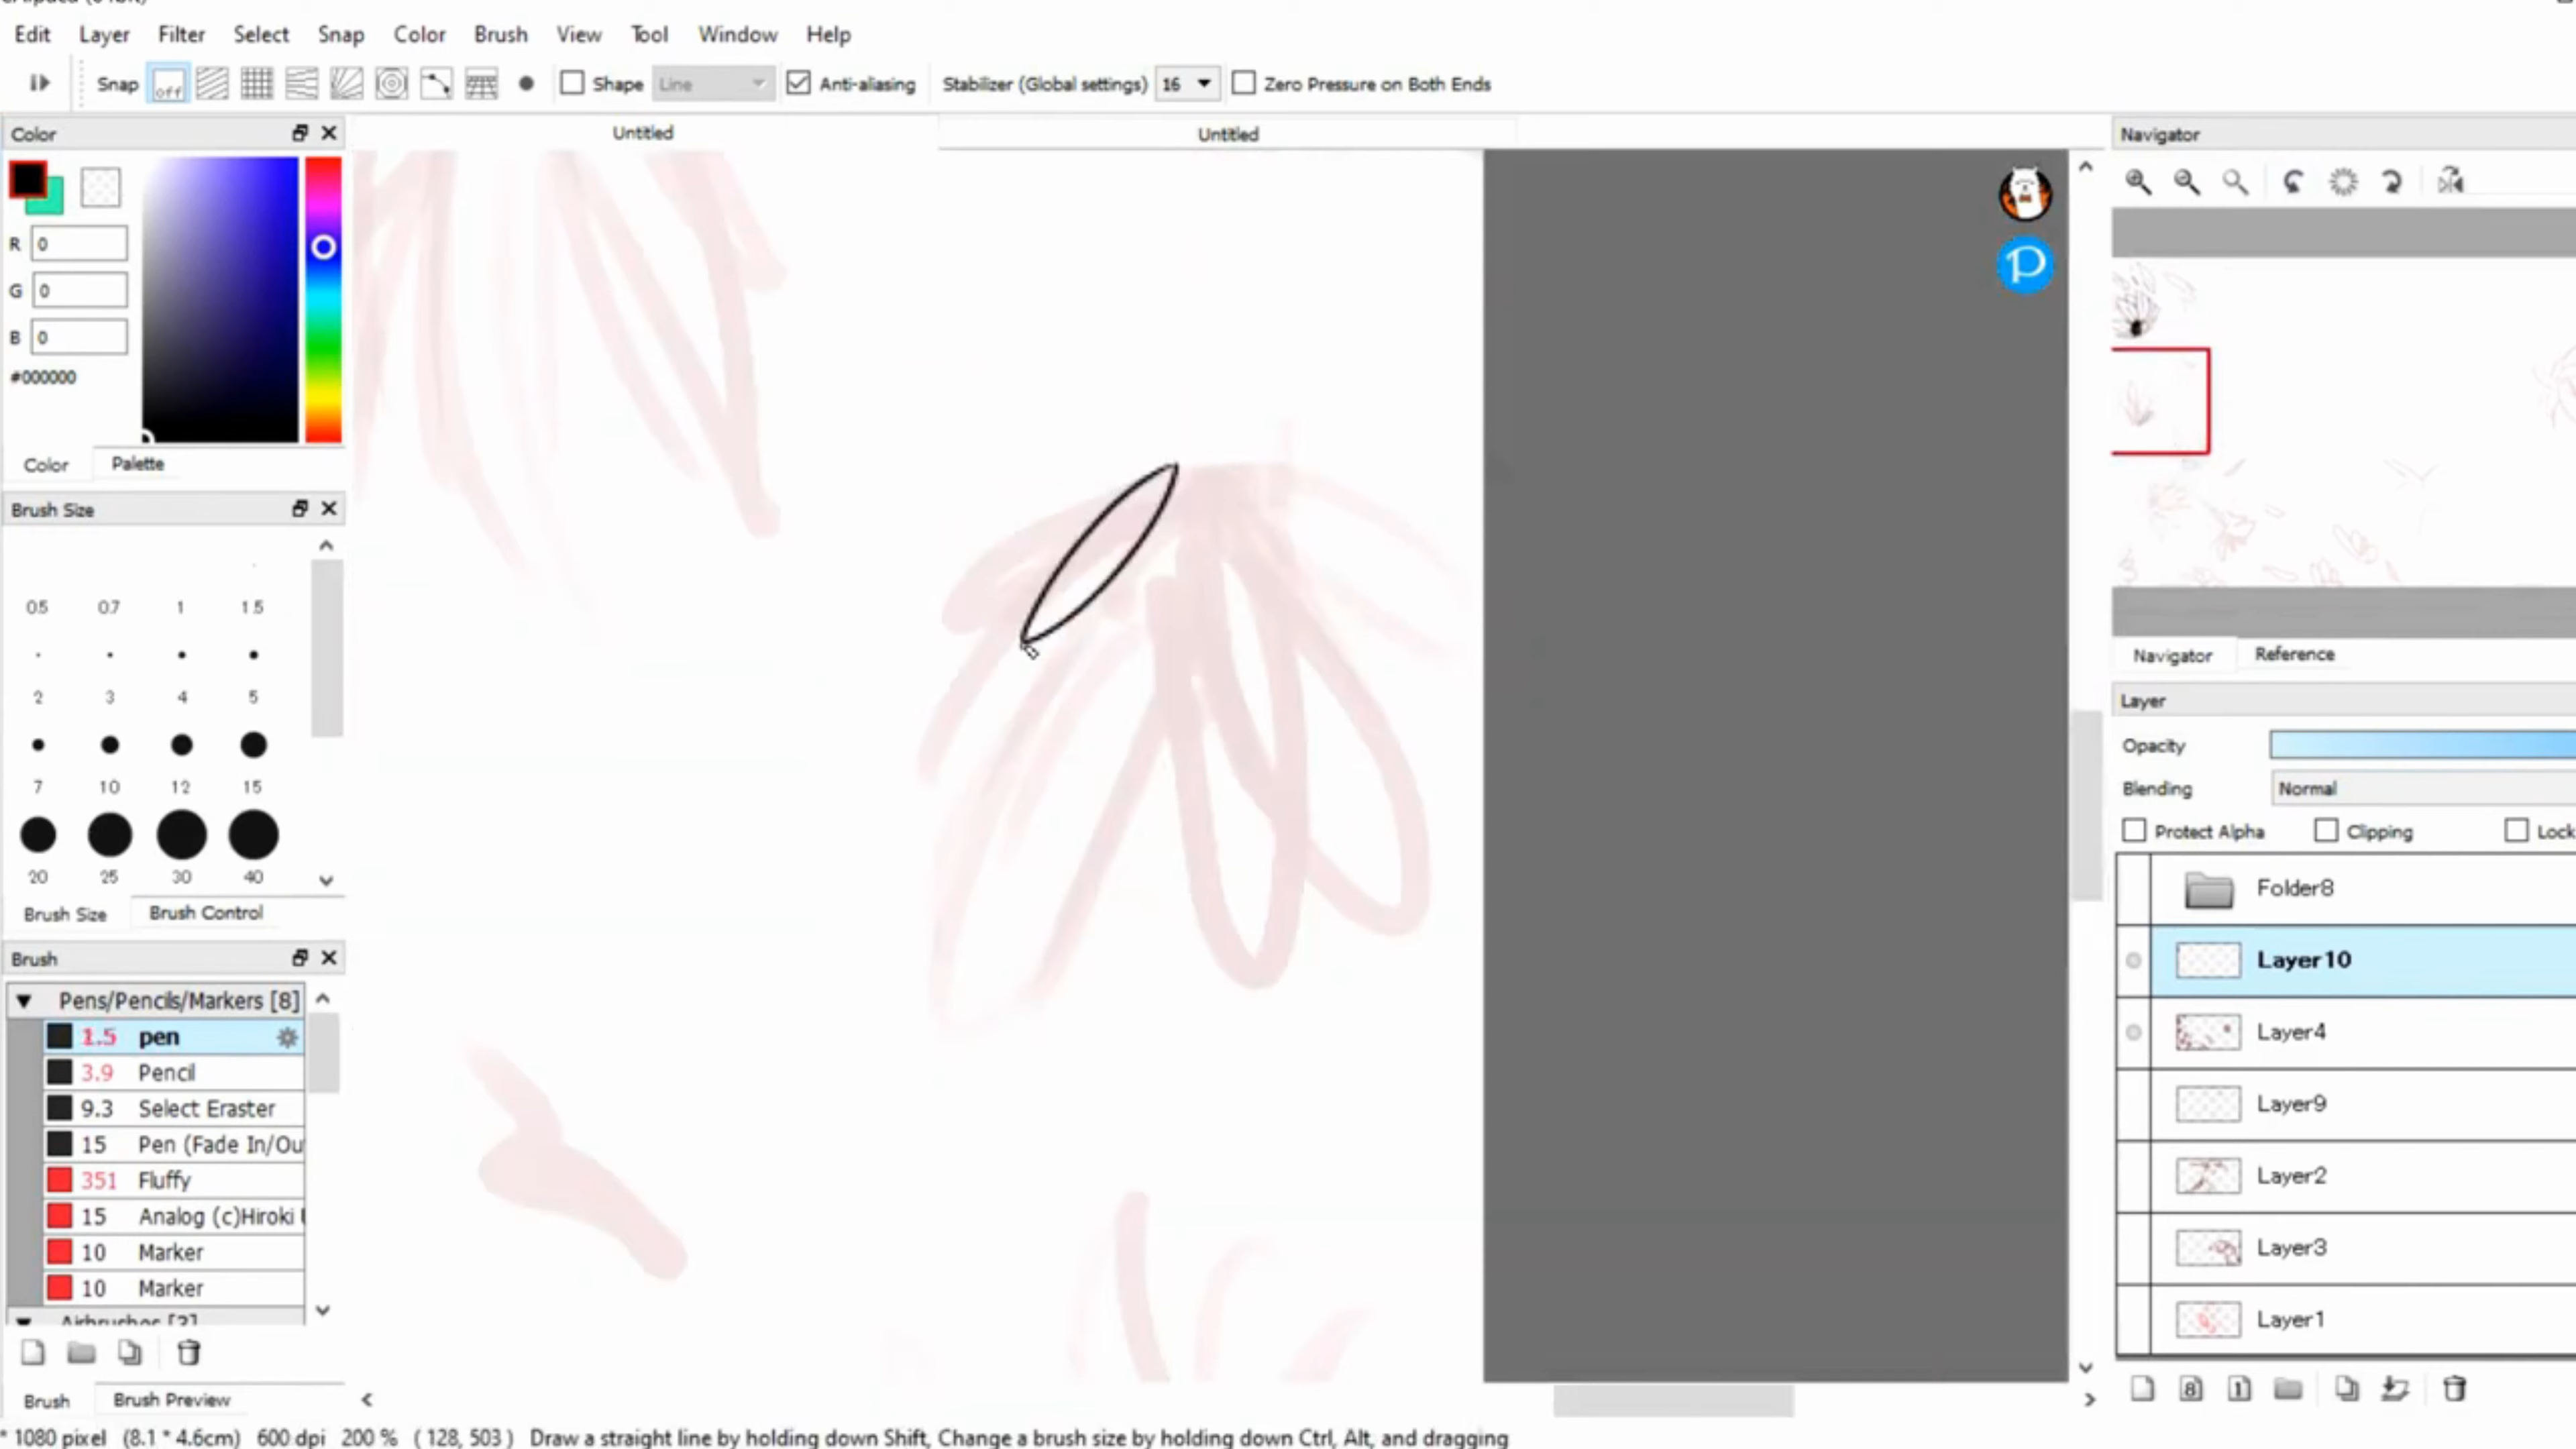 Edit Layer Filter Select Snap Color Brush View Tool Window Help
Snap off Shape Line Anti-aliasing Stabilizer (Global settings) 16 Zero Pressure on Both Ends
Color
Untitled
Untitled
Navigator
R 0
G 0
B 0
#000000
Color Palette
Brush Size
0.5 0.7 1 1.5
2 3 4 5
7 10 12 15
20 25 30 40
Brush Size Brush Control
Brush
Pens/Pencils/Markers [8]
1.5 pen
3.9 Pencil
9.3 Select Eraster
15 Pen (Fade In/Ou
351 Fluffy
15 Analog (c)Hiroki
10 Marker
10 Marker
Airbrushes [3]
Brush Brush Preview
P
Navigator Reference
Layer
Opacity
Blending Normal
Protect Alpha Clipping Lock
Folder8
Layer10
Layer4
Layer9
Layer2
Layer3
Layer1
8 1
* 1080 pixel (8.1 * 4.6cm) 600 dpi 200 % ( 128, 503 ) Draw a straight line by holding down Shift, Change a brush size by holding down Ctrl, Alt, and dragging